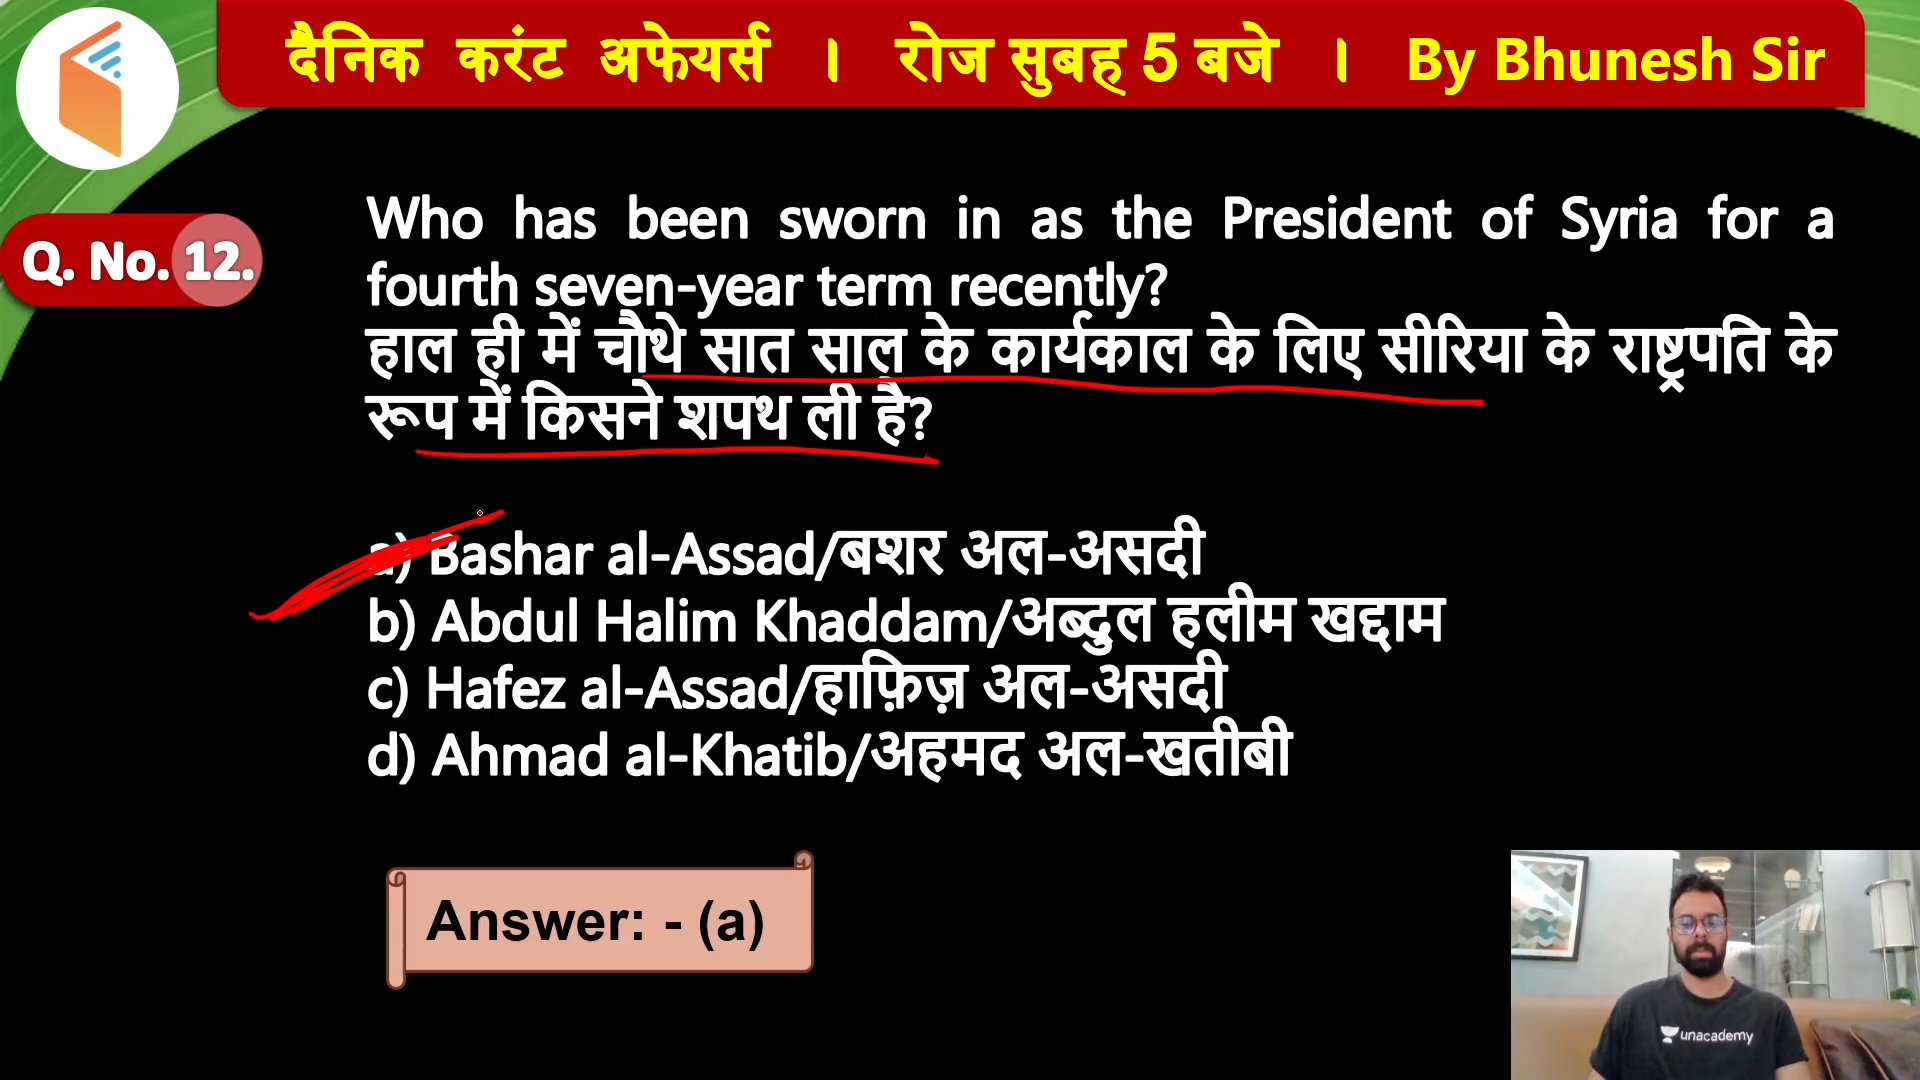 दैनिक करंट अफेयर्स । रोज सुबह 5 बजे । By Bhunesh Sir
Q. No. 12.
Who has been sworn in as the President of Syria for a
fourth seven-year term recently?
हाल ही में चौथे सात साल के कार्यकाल के लिए सीरिया के राष्ट्रपति के
रूप में किसने शपथ ली है?
a) Bashar al-Assad/बशर अल-असदी
b) Abdul Halim Khaddam/अब्दुल हलीम खद्दाम
c) Hafez al-Assad/हाफ़िज़ अल-असदी
d) Ahmad al-Khatib/अहमद अल-खतीबी
Answer: - (a)
unacademy